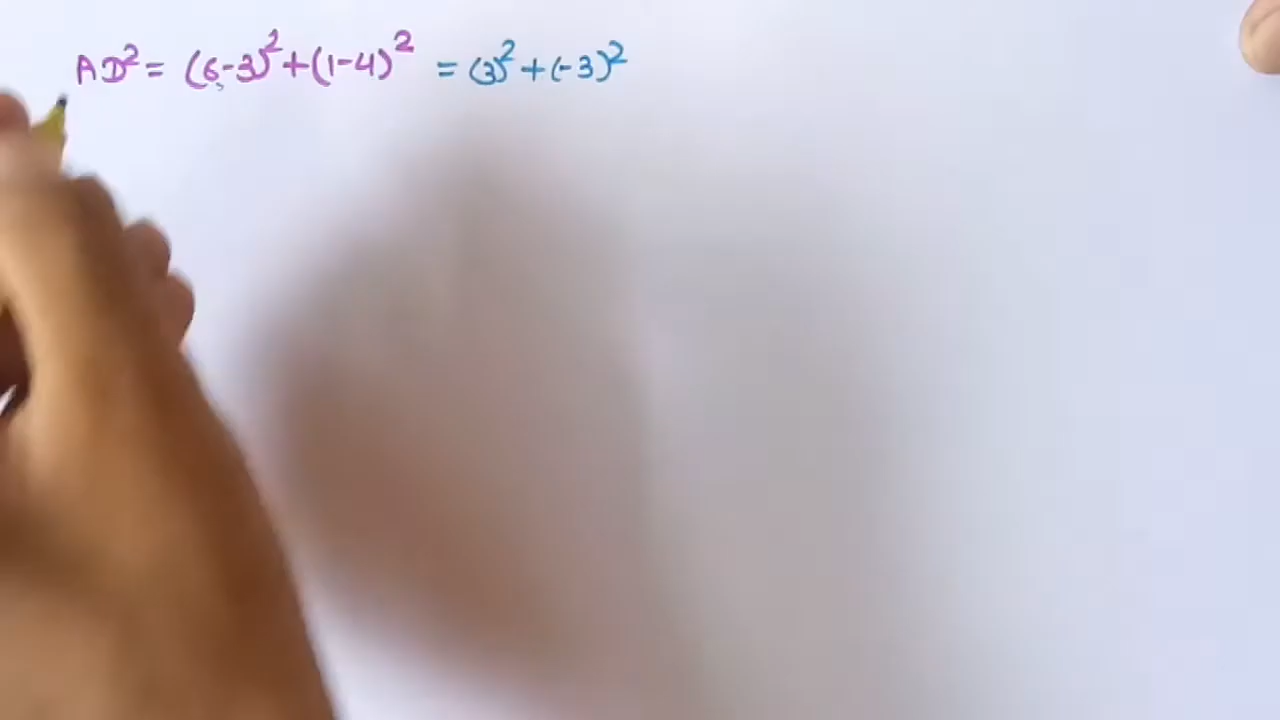 AD² = (6-3)² + (1-4)² = (3)² + (-3)²